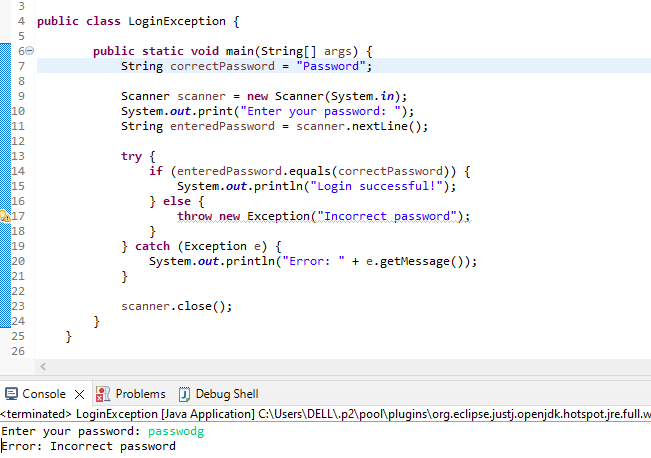 3
4 public class LoginException {
5
6 public static void main(String[] args) {
7 String correctPassword = "Password";
8
9 Scanner scanner = new Scanner(System.in);
10 System.out.print("Enter your password: ");
11 String enteredPassword = scanner.nextLine();
12
13 try {
14 if (enteredPassword.equals(correctPassword)) {
15 System.out.println("Login successful!");
16 } else {
17 throw new Exception("Incorrect password");
18 }
19 } catch (Exception e) {
20 System.out.println("Error: " + e.getMessage());
21 }
22
23 scanner.close();
24 }
25 }
26
Console Problems Debug Shell
<terminated> LoginException [Java Application] C:\Users\DELL\.p2\pool\plugins\org.eclipse.justj.openjdk.hotspot.jre.full.w
Enter your password: passwodg
Error: Incorrect password